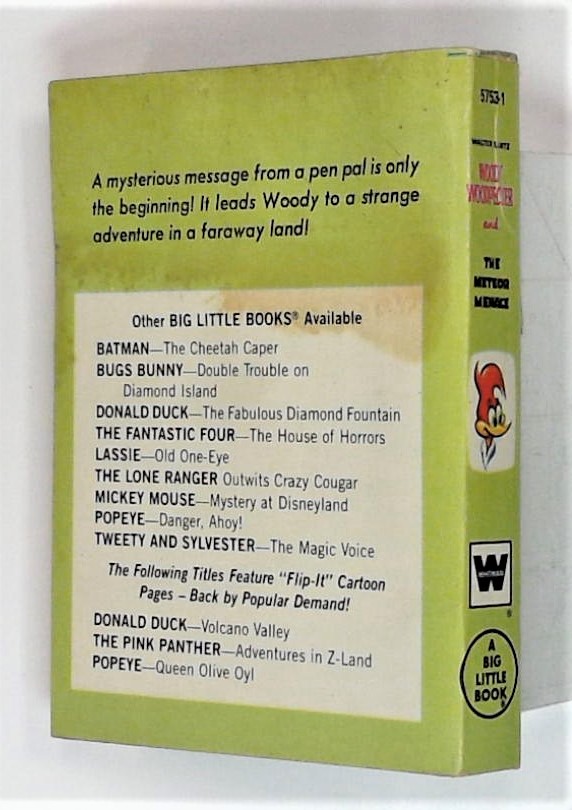 A mysterious message from a pen pal is only
the beginning! It leads Woody to a strange
adventure in a faraway land!
Other BIG LITTLE BOOKS® Available
BATMAN—The Cheetah Caper
BUGS BUNNY—Double Trouble on
Diamond Island
DONALD DUCK—The Fabulous Diamond Fountain
THE FANTASTIC FOUR—The House of Horrors
LASSIE—Old One-Eye
THE LONE RANGER Outwits Crazy Cougar
MICKEY MOUSE—Mystery at Disneyland
POPEYE—Danger, Ahoy!
TWEETY AND SYLVESTER—The Magic Voice
The Following Titles Feature "Flip-It" Cartoon
Pages – Back by Popular Demand!
DONALD DUCK—Volcano Valley
THE PINK PANTHER—Adventures in Z-Land
POPEYE—Queen Olive Oyl
5753-1
WALTER LANTZ
WOODY
WOODPECKER
and
THE
METEOR
MENACE
W
WHITMAN
®
A
BIG
LITTLE
BOOK®